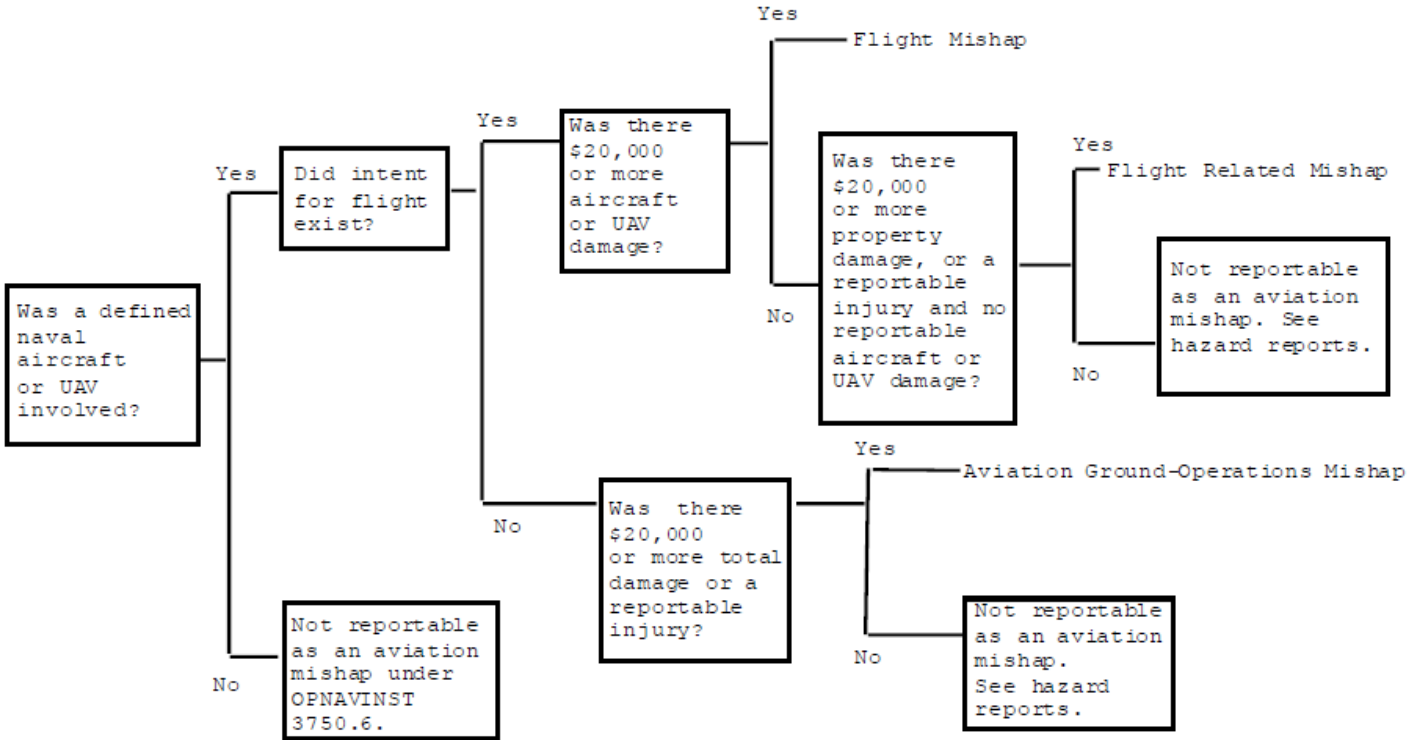 Was a defined
naval
aircraft
or UAV
involved?
Yes
Did intent
for flight
exist?
Yes
Was there
$20,000
or more
aircraft
or UAV
damage?
Yes
Flight Mishap
No
Was there
$20,000
or more
property
damage, or a
reportable
injury and no
reportable
aircraft or
UAV damage?
Yes
Flight Related Mishap
No
Not reportable
as an aviation
mishap. See
hazard reports.
No
Was there
$20,000
or more total
damage or a
reportable
injury?
Yes
Aviation Ground-Operations Mishap
No
Not reportable
as an aviation
mishap.
See hazard
reports.
No
Not reportable
as an aviation
mishap under
OPNAVINST
3750.6.